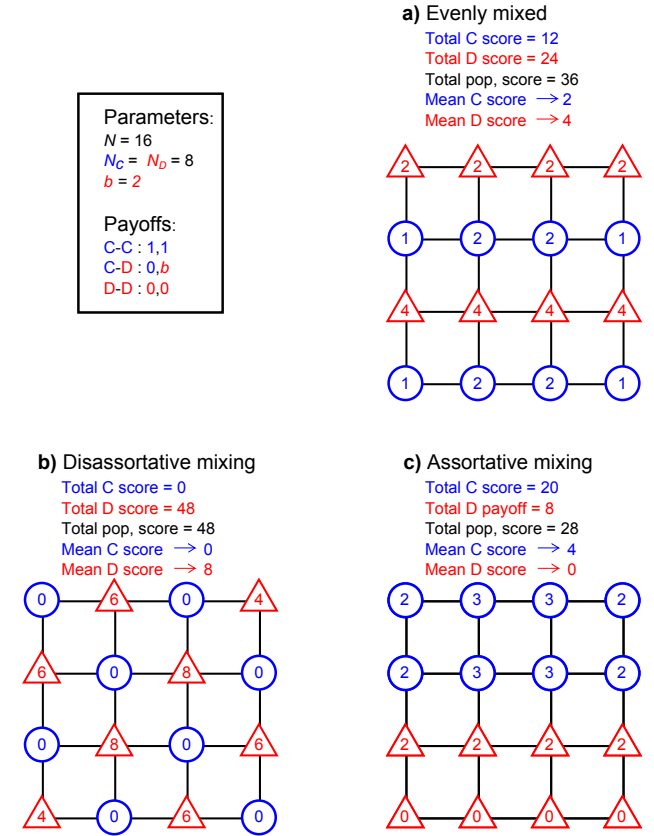 a) Evenly mixed
Total C score = 12
Total D score = 24
Total pop, score = 36
Mean C score → 2
Mean D score → 4
Parameters:
N = 16
NC = ND = 8
b = 2
Payoffs:
C-C : 1,1
C-D : 0,b
D-D : 0,0
2 2 2 2
1 2 2 1
4 4 4 4
1 2 2 1
b) Disassortative mixing
Total C score = 0
Total D score = 48
Total pop, score = 48
Mean C score → 0
Mean D score → 8
0 6 0 4
6 0 8 0
0 8 0 6
4 0 6 0
c) Assortative mixing
Total C score = 20
Total D payoff = 8
Total pop, score = 28
Mean C score → 4
Mean D score → 0
2 3 3 2
2 3 3 2
2 2 2 2
0 0 0 0